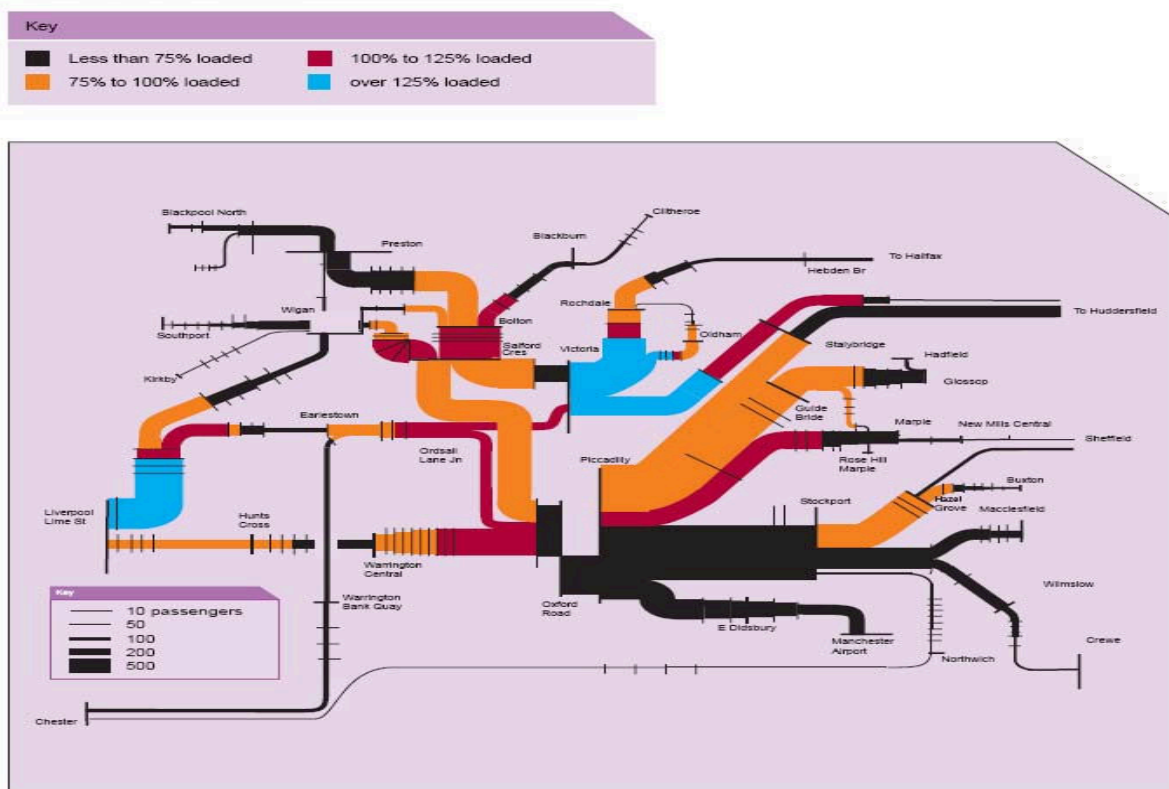 Key
Less than 75% loaded
100% to 125% loaded
75% to 100% loaded
over 125% loaded
Blackpool North
Preston
Blackburn
Clitheroe
To Halifax
Hebden Br
Wigan
Rochdale
To Huddersfield
Southport
Bolton
Salford
Cres
Victoria
Oldham
Stalybridge
Hadfield
Kirkby
Glossop
Earlestown
Guide
Bride
Marple
New Mills Central
Ordsall
Lane Jn
Piccadilly
Rose Hill
Marple
Sheffield
Buxton
Liverpool
Lime St
Hunts
Cross
Stockport
Hazel
Grove
Macclesfield
Warrington
Central
Wilmslow
Key
10 passengers
50
100
200
500
Warrington
Bank Quay
Oxford
Road
E Didsbury
Manchester
Airport
Northwich
Crewe
Chester